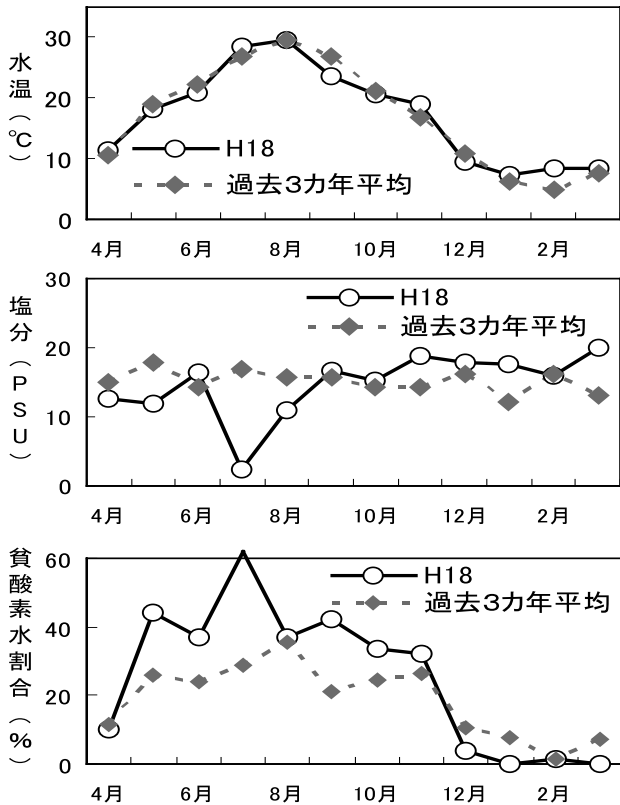 水温(℃)
30
20
10
0
H18
過去3カ年平均
4月 6月 8月 10月 12月 2月
塩分(PSU)
30
20
10
0
H18
過去3カ年平均
4月 6月 8月 10月 12月 2月
貧酸素水割合(%)
60
40
20
0
H18
過去3カ年平均
4月 6月 8月 10月 12月 2月